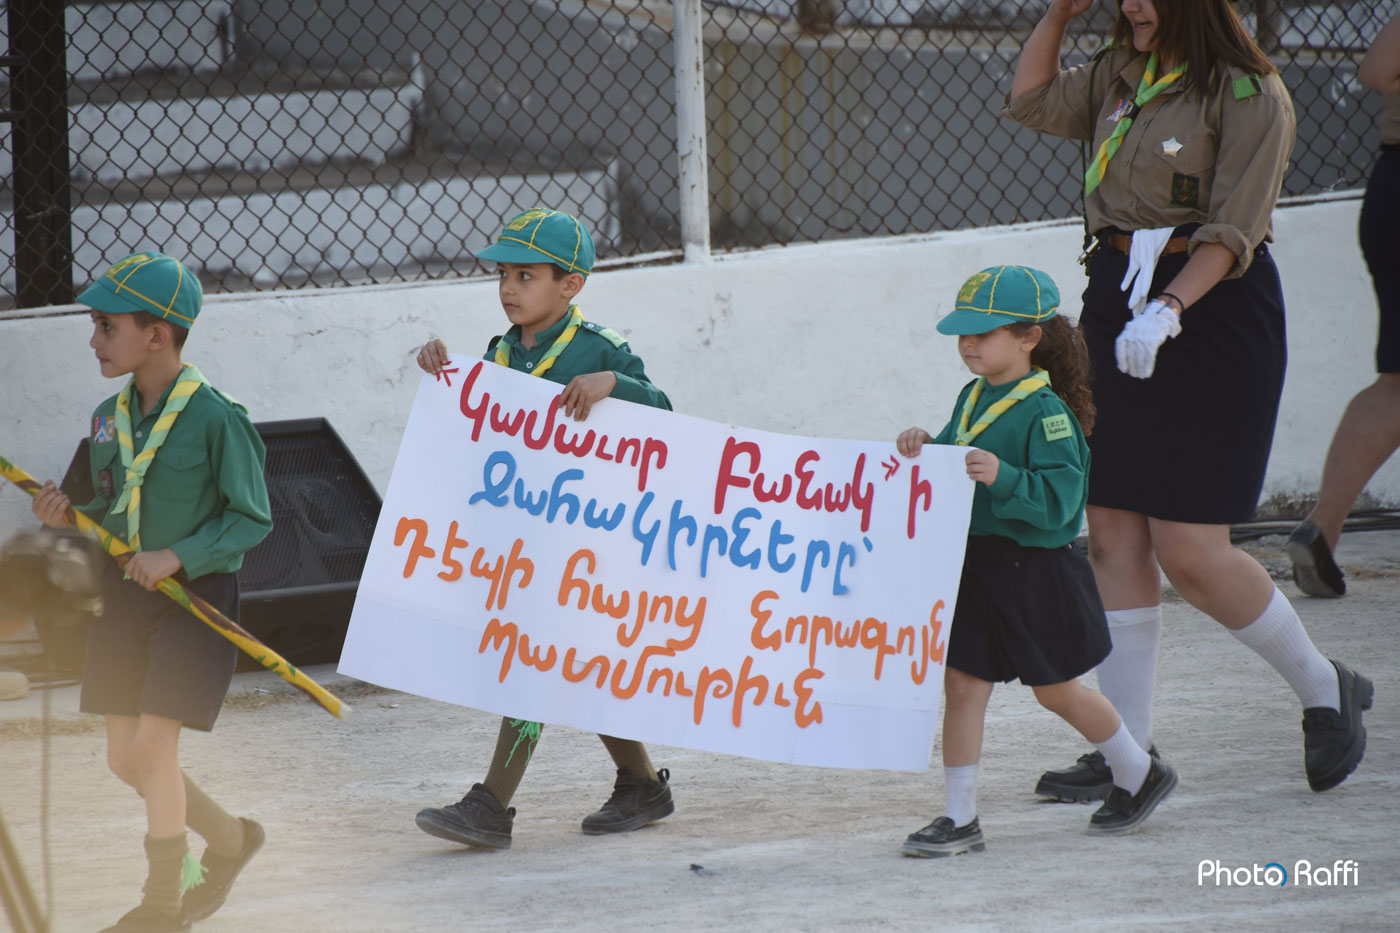 «Կամաւոր Բանակ»ի
Ջահակիրները՝
Դէպի հայոց նորագոյն
Պատմութիւն
Photo Raffi